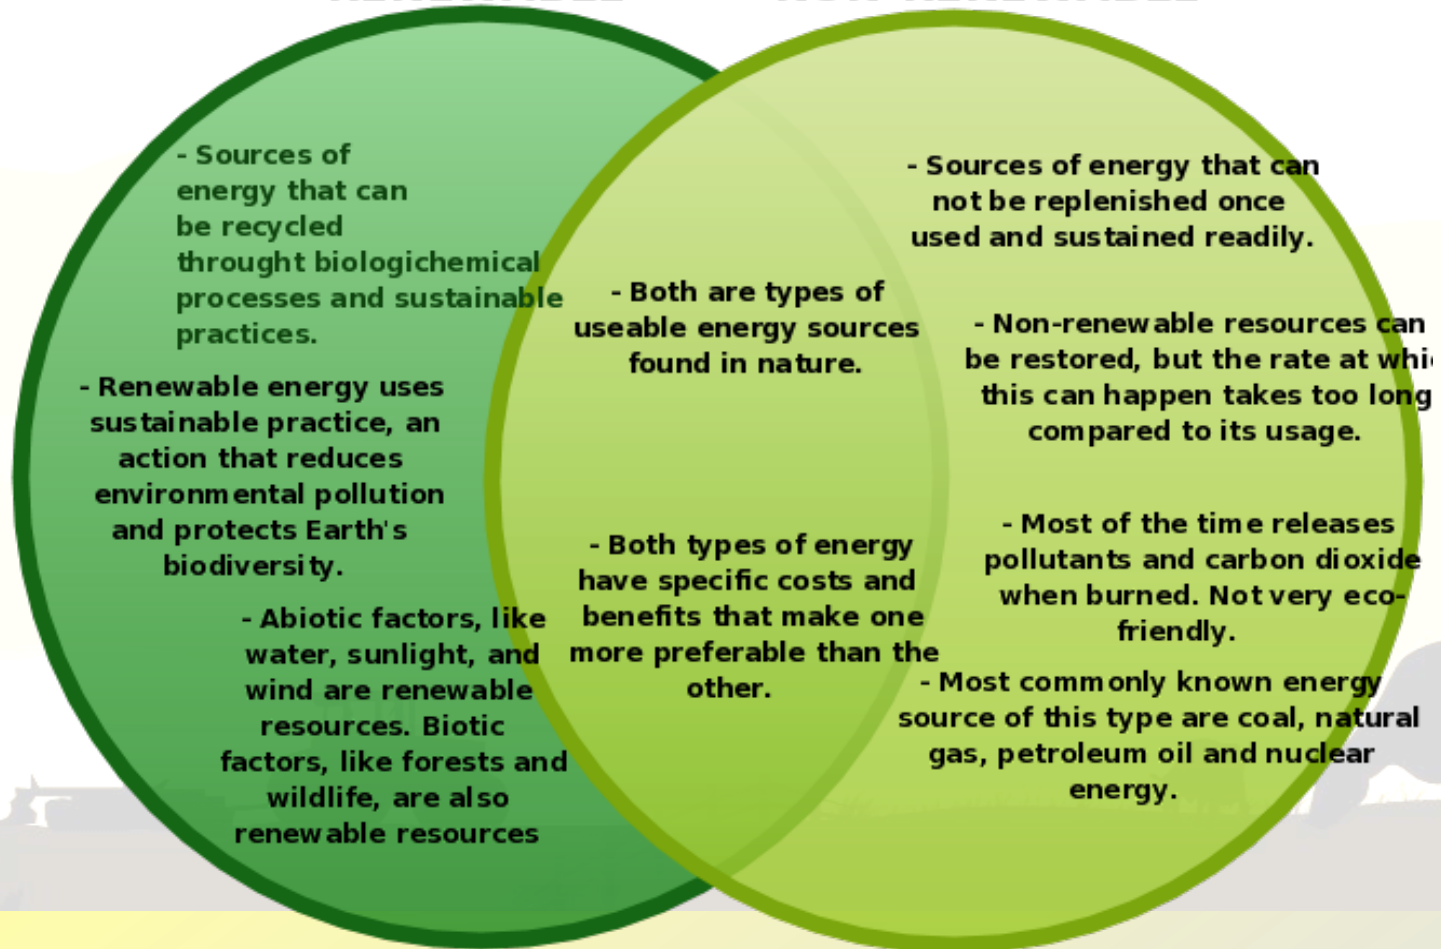 - Sources of
energy that can
be recycled
throught biologichemical
processes and sustainable
practices.
- Renewable energy uses
sustainable practice, an
action that reduces
environmental pollution
and protects Earth's
biodiversity.
- Abiotic factors, like
water, sunlight, and
wind are renewable
resources. Biotic
factors, like forests and
wildlife, are also
renewable resources
- Both are types of
useable energy sources
found in nature.
- Both types of energy
have specific costs and
benefits that make one
more preferable than the
other.
- Sources of energy that can
not be replenished once
used and sustained readily.
- Non-renewable resources can
be restored, but the rate at
this can happen takes too long
compared to its usage.
- Most of the time releases
pollutants and carbon dioxide
when burned. Not very eco-
friendly.
- Most commonly known energy
source of this type are coal, natural
gas, petroleum oil and nuclear
energy.